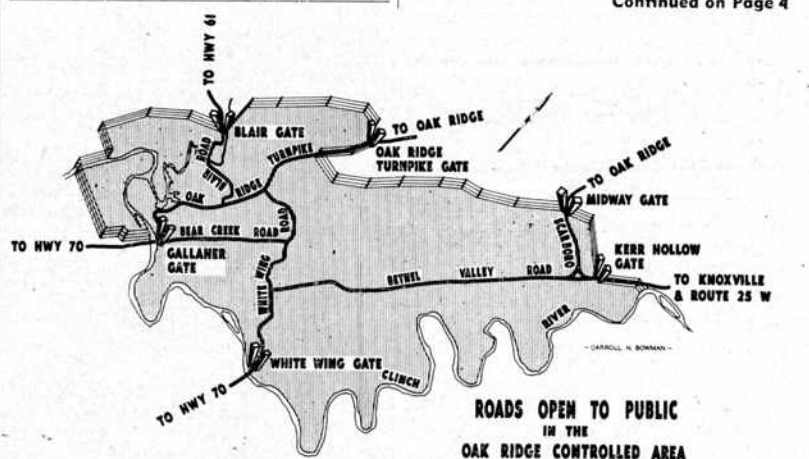 Continued on Page 4
TO HWY 61
BLAIR GATE
TO OAK RIDGE
OAK RIDGE
TURNPIKE GATE
BLAIR ROAD
OAK RIDGE TURNPIKE
TO OAK RIDGE
MIDWAY GATE
SCARBORO
TO HWY 70
BEAR CREEK ROAD
ROAD
GALLAHER
GATE
KERR HOLLOW
GATE
WHITE WING
BETHEL VALLEY ROAD
TO KNOXVILLE
& ROUTE 25 W
RIVER
- CARROLL N. BOWMAN -
WHITE WING GATE
CLINCH
TO HWY 70
ROADS OPEN TO PUBLIC
IN THE
OAK RIDGE CONTROLLED AREA